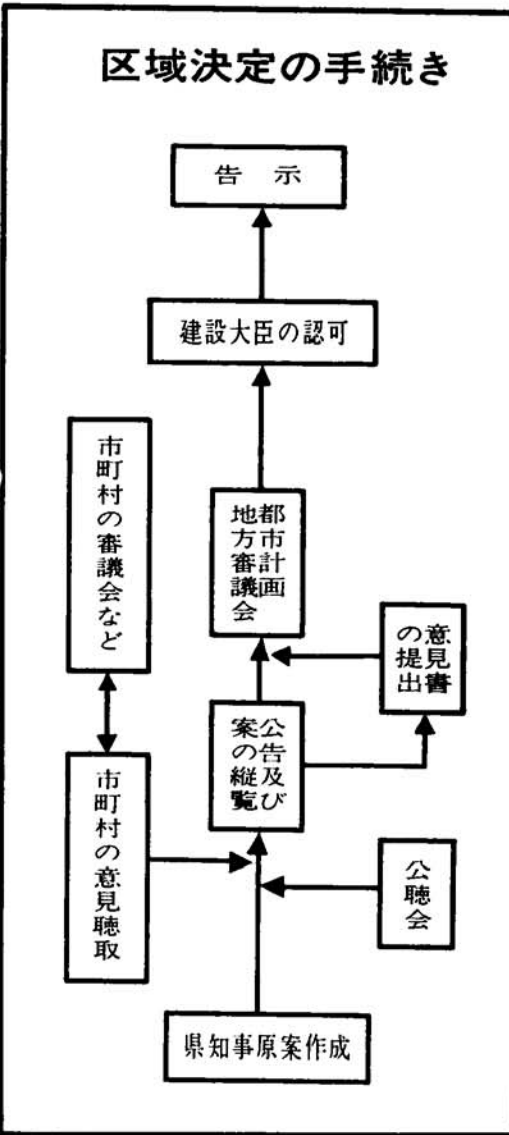 区域決定の手続き
告示
建設大臣の認可
市町村の審議会など
都市計画
地方審議会
意見書
の提出
公告及び
案の縦覧
市町村の意見聴取
公聴会
県知事原案作成